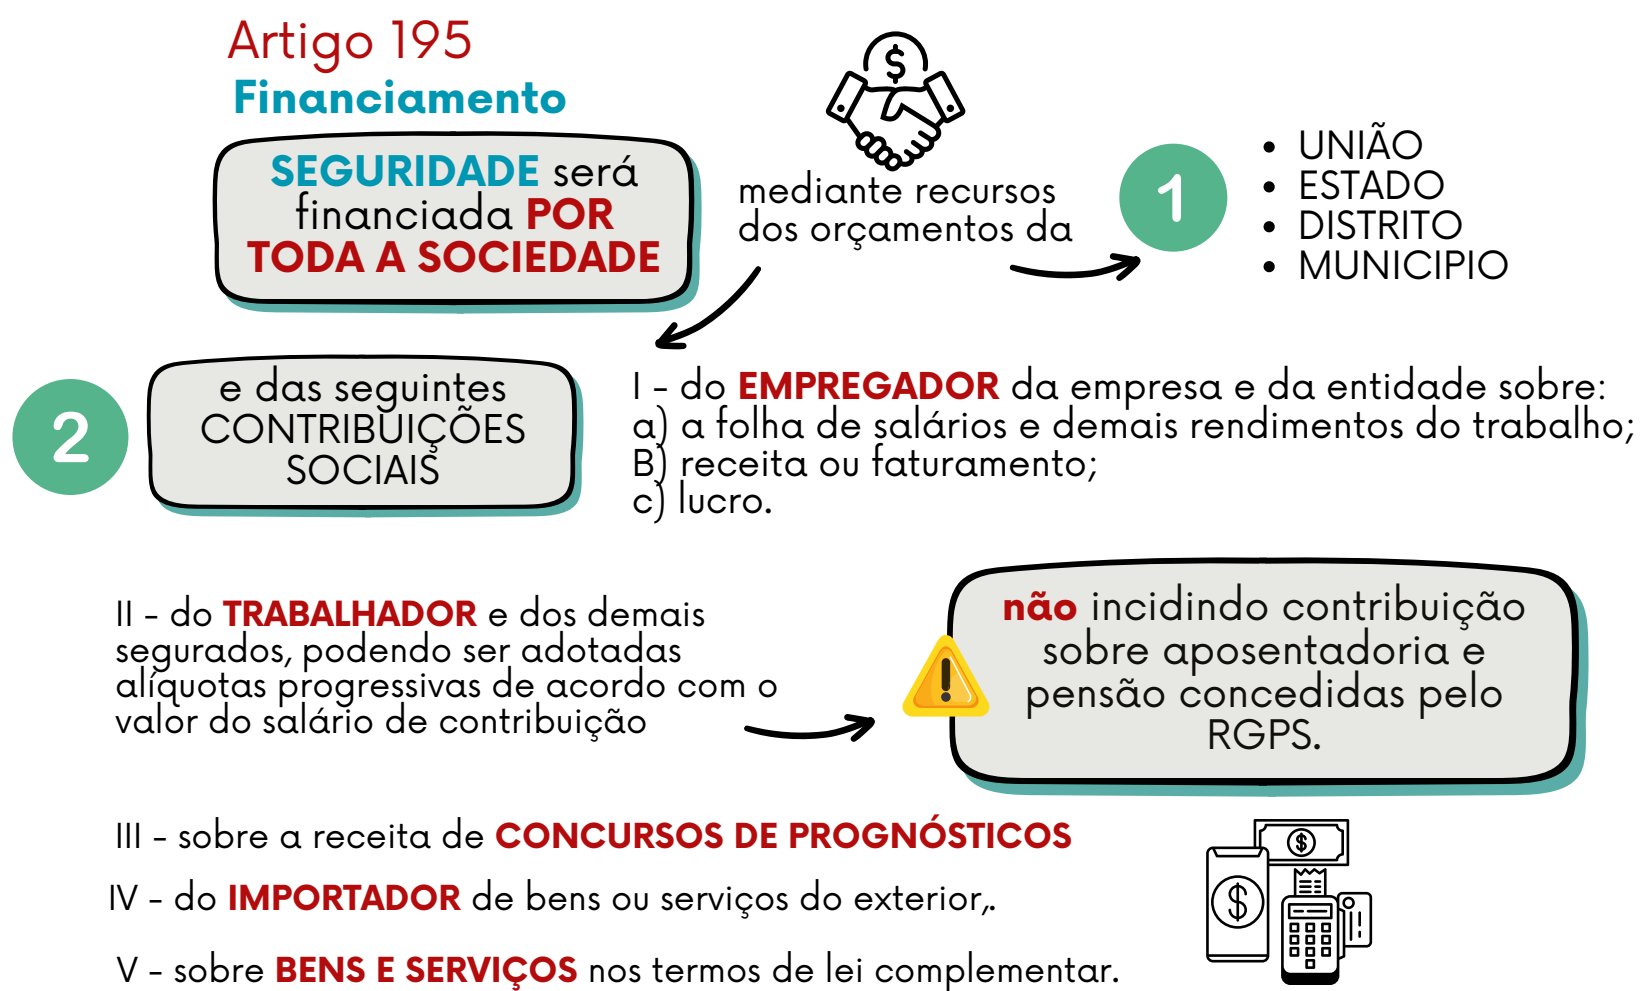 Artigo 195
Financiamento
SEGURIDADE será
financiada POR
TODA A SOCIEDADE
$
mediante recursos
dos orçamentos da
1
• UNIÃO
• ESTADO
• DISTRITO
• MUNICIPIO
2
e das seguintes
CONTRIBUIÇÕES
SOCIAIS
I - do EMPREGADOR da empresa e da entidade sobre:
a) a folha de salários e demais rendimentos do trabalho;
B) receita ou faturamento;
c) lucro.
II - do TRABALHADOR e dos demais
segurados, podendo ser adotadas
alíquotas progressivas de acordo com o
valor do salário de contribuição
!
não incidindo contribuição
sobre aposentadoria e
pensão concedidas pelo
RGPS.
III - sobre a receita de CONCURSOS DE PROGNÓSTICOS
IV - do IMPORTADOR de bens ou serviços do exterior,.
V - sobre BENS E SERVIÇOS nos termos de lei complementar.
$
$